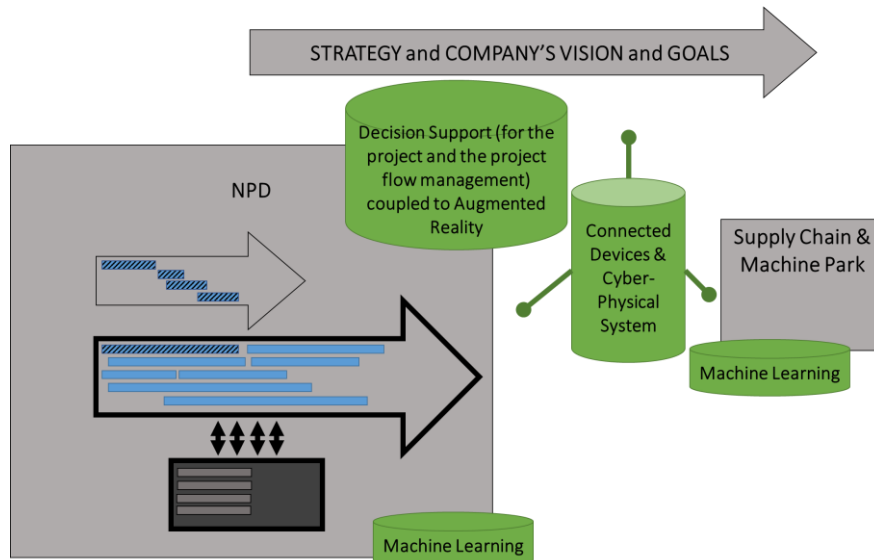 STRATEGY and COMPANY'S VISION and GOALS
Decision Support (for the
project and the project
flow management)
coupled to Augmented
Reality
NPD
Connected
Devices &
Cyber-
Physical
System
Supply Chain &
Machine Park
Machine Learning
Machine Learning